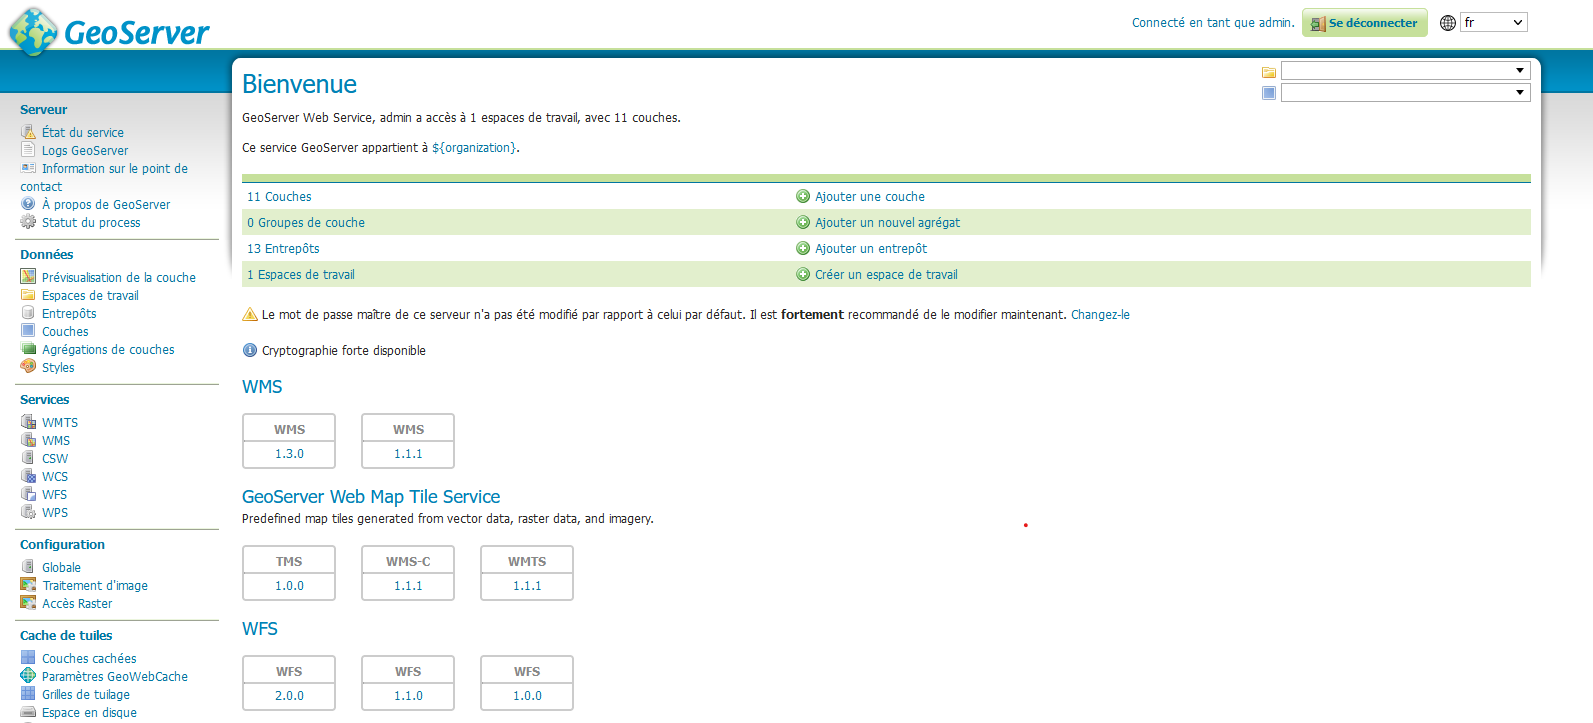 GeoServer
Connecté en tant que admin.
Se déconnecter
fr
Serveur
État du service
Logs GeoServer
Information sur le point de
contact
À propos de GeoServer
Statut du process
Données
Prévisualisation de la couche
Espaces de travail
Entrepôts
Couches
Agrégations de couches
Styles
Services
WMTS
WMS
CSW
WCS
WFS
WPS
Configuration
Globale
Traitement d'image
Accès Raster
Cache de tuiles
Couches cachées
Paramètres GeoWebCache
Grilles de tuilage
Espace en disque
Bienvenue
GeoServer Web Service, admin a accès à 1 espaces de travail, avec 11 couches.
Ce service GeoServer appartient à ${organization}.
11 Couches Ajouter une couche
0 Groupes de couche Ajouter un nouvel agrégat
13 Entrepôts Ajouter un entrepôt
1 Espaces de travail Créer un espace de travail
Le mot de passe maître de ce serveur n'a pas été modifié par rapport à celui par défaut. Il est fortement recommandé de le modifier maintenant. Changez-le
Cryptographie forte disponible
WMS
WMS WMS
1.3.0 1.1.1
GeoServer Web Map Tile Service
Predefined map tiles generated from vector data, raster data, and imagery.
TMS WMS-C WMTS
1.0.0 1.1.1 1.1.1
WFS
WFS WFS WFS
2.0.0 1.1.0 1.0.0